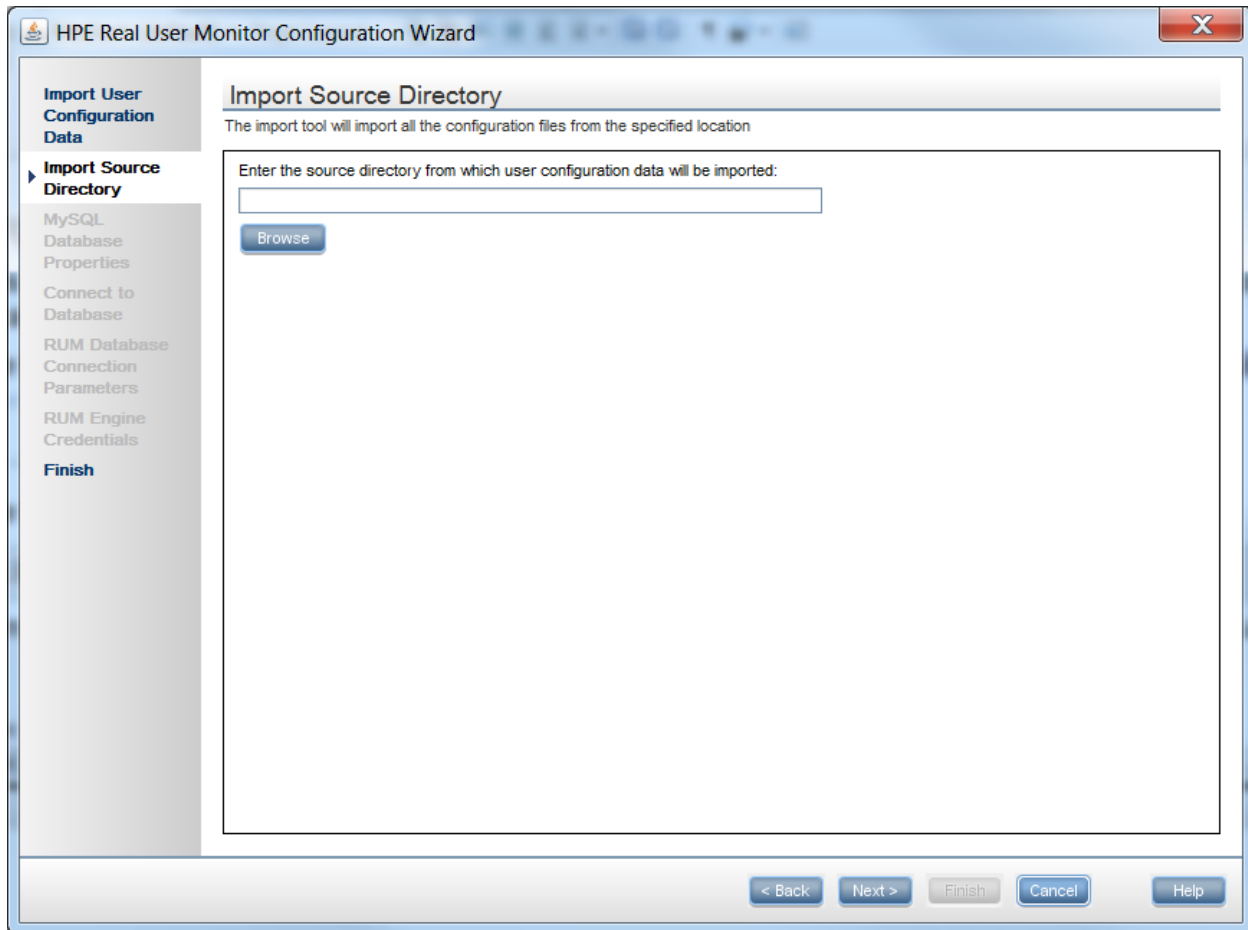 HPE Real User Monitor Configuration Wizard
Import User
Configuration
Data
Import Source
Directory
MySQL
Database
Properties
Connect to
Database
RUM Database
Connection
Parameters
RUM Engine
Credentials
Finish
Import Source Directory
The import tool will import all the configuration files from the specified location
Enter the source directory from which user configuration data will be imported:
Browse
< Back Next > Finish Cancel Help